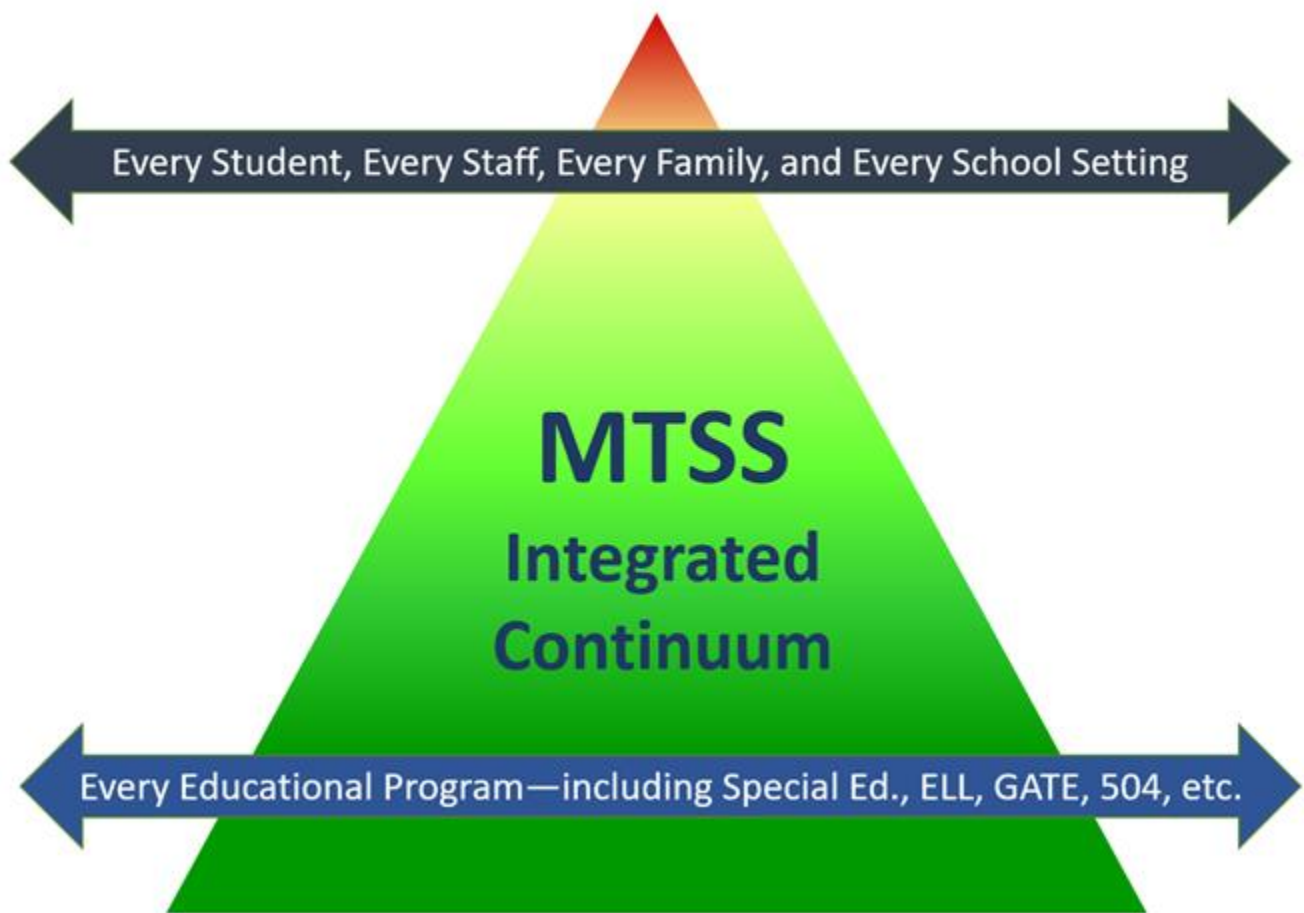 Every Student, Every Staff, Every Family, and Every School Setting
MTSS
Integrated
Continuum
Every Educational Program—including Special Ed., ELL, GATE, 504, etc.